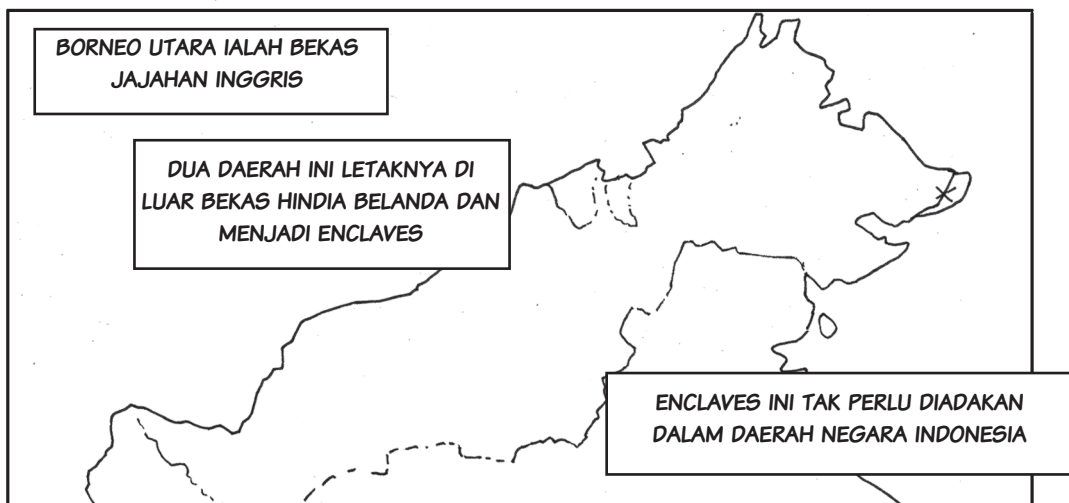 BORNEO UTARA IALAH BEKAS
JAJAHAN INGGRIS
DUA DAERAH INI LETAKNYA DI
LUAR BEKAS HINDIA BELANDA DAN
MENJADI ENCLAVES
ENCLAVES INI TAK PERLU DIADAKAN
DALAM DAERAH NEGARA INDONESIA